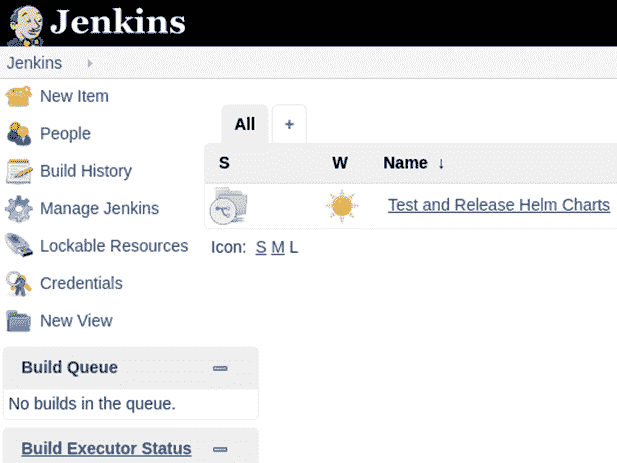 Jenkins
Jenkins
New Item
People
Build History
Manage Jenkins
Lockable Resources
Credentials
New View
Build Queue
No builds in the queue.
Build Executor Status
All +
S W Name ↓
Test and Release Helm Charts
Icon: S M L